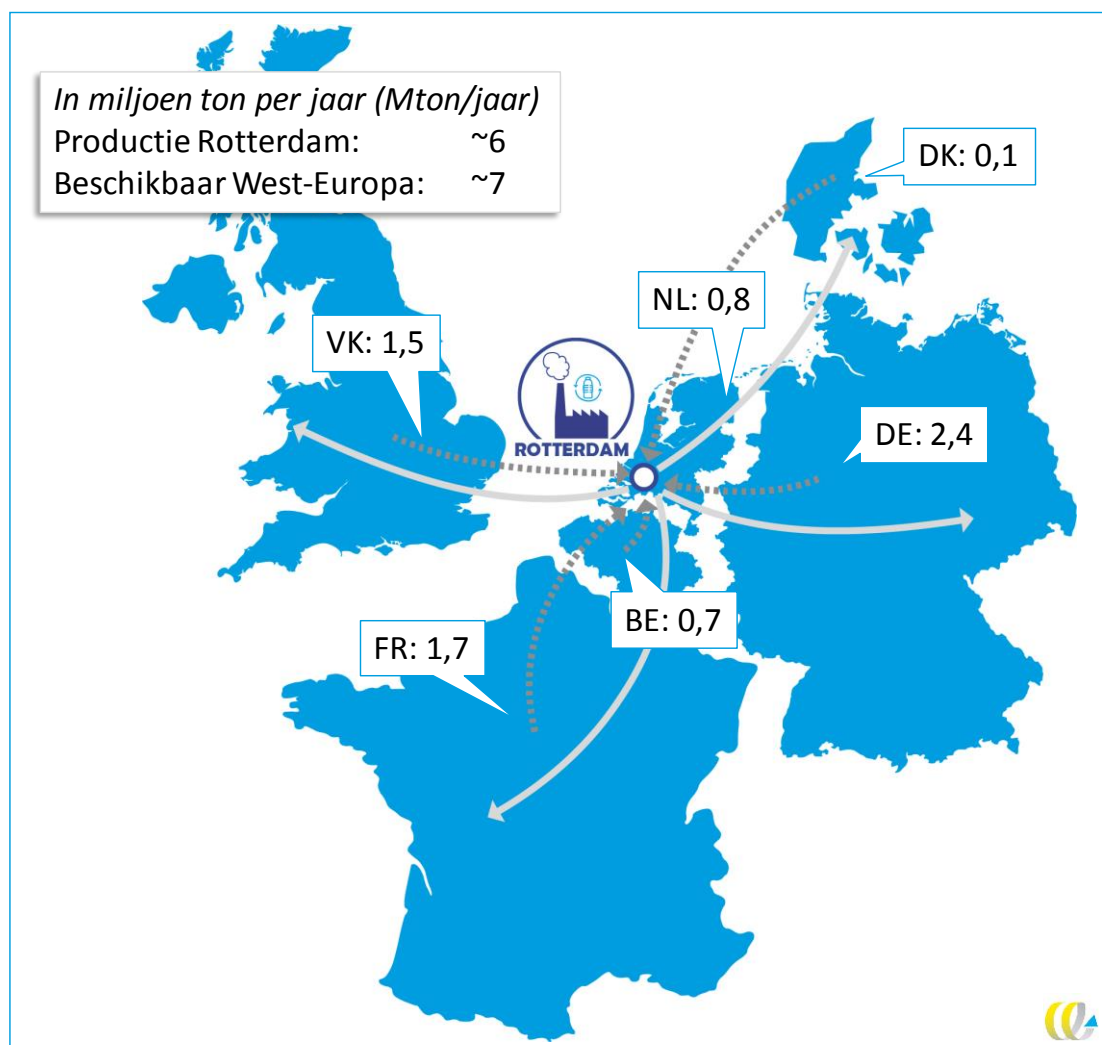 In miljoen ton per jaar (Mton/jaar)
Productie Rotterdam: ~6
Beschikbaar West-Europa: ~7
DK: 0,1
NL: 0,8
VK: 1,5
ROTTERDAM
DE: 2,4
BE: 0,7
FR: 1,7